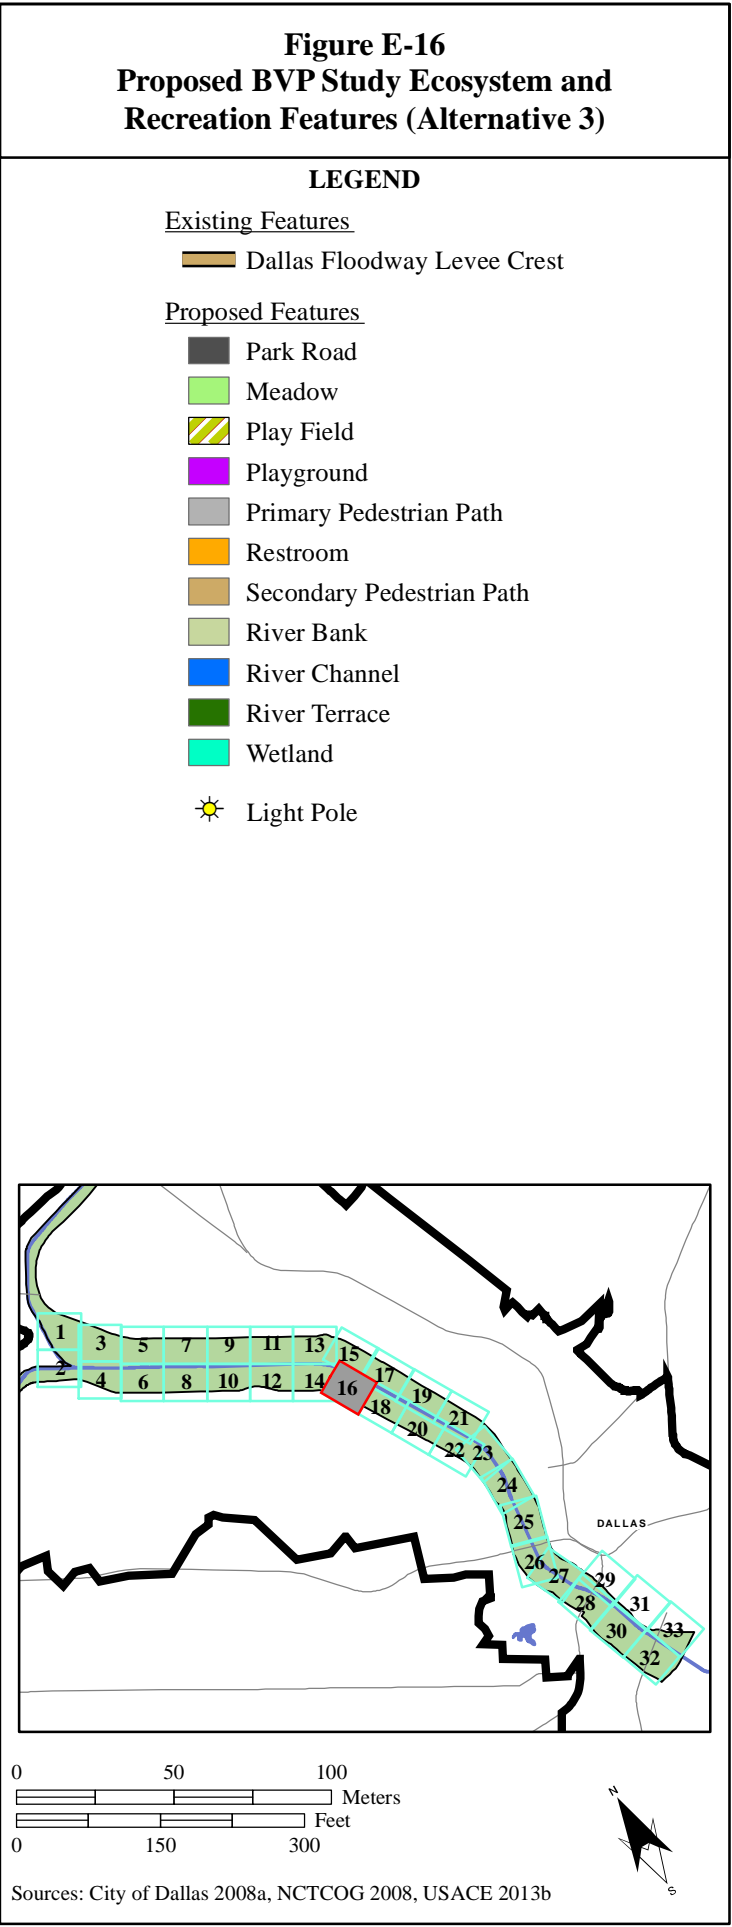 Figure E-16
Proposed BVP Study Ecosystem and
Recreation Features (Alternative 3)
LEGEND
Existing Features
Dallas Floodway Levee Crest
Proposed Features
Park Road
Meadow
Play Field
Playground
Primary Pedestrian Path
Restroom
Secondary Pedestrian Path
River Bank
River Channel
River Terrace
Wetland
Light Pole
1
3
5
7
9
11
13
15
2
4
6
8
10
12
14
16
17
18
19
20
21
22
23
24
25
DALLAS
26
27
28
29
30
31
32
33
0 50 100
Meters
Feet
0 150 300
N
S
Sources: City of Dallas 2008a, NCTCOG 2008, USACE 2013b